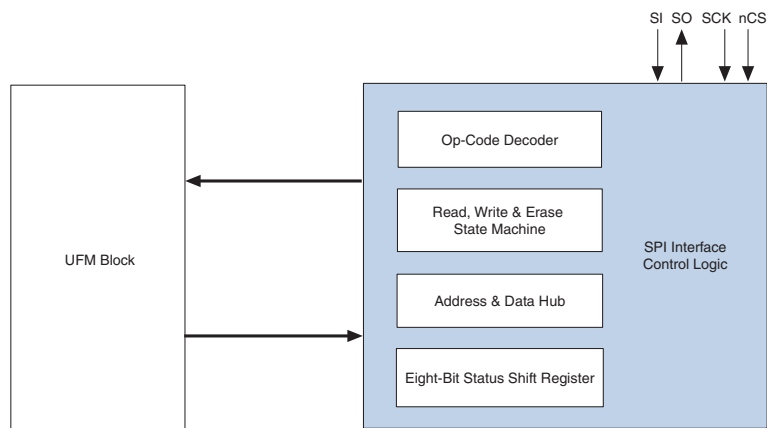 SI SO SCK nCS
Op-Code Decoder
Read, Write & Erase
State Machine
SPI Interface
Control Logic
UFM Block
Address & Data Hub
Eight-Bit Status Shift Register